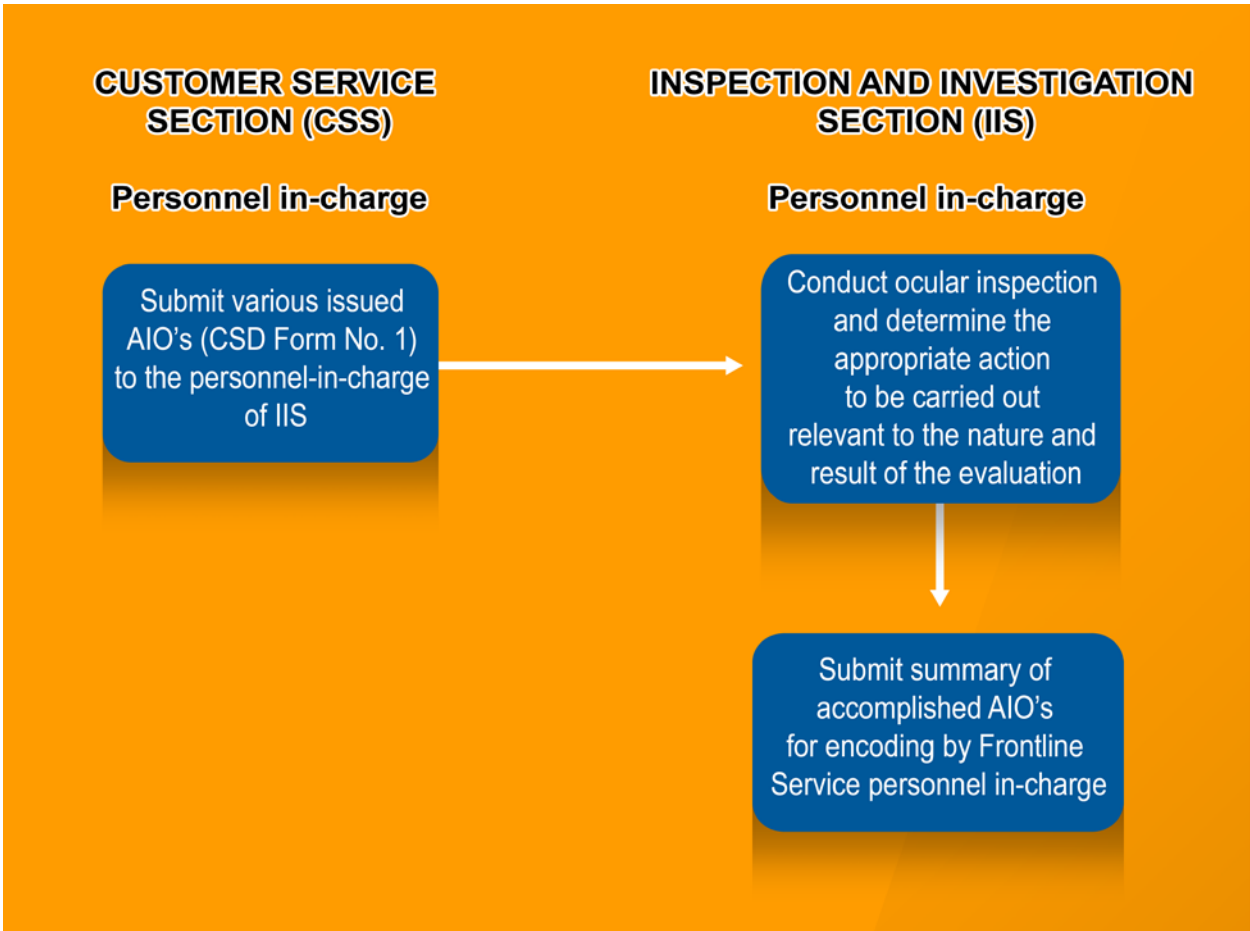 CUSTOMER SERVICE
SECTION (CSS)
Personnel in-charge
Submit various issued
AIO's (CSD Form No. 1)
to the personnel-in-charge
of IIS
INSPECTION AND INVESTIGATION
SECTION (IIS)
Personnel in-charge
Conduct ocular inspection
and determine the
appropriate action
to be carried out
relevant to the nature and
result of the evaluation
Submit summary of
accomplished AIO's
for encoding by Frontline
Service personnel in-charge